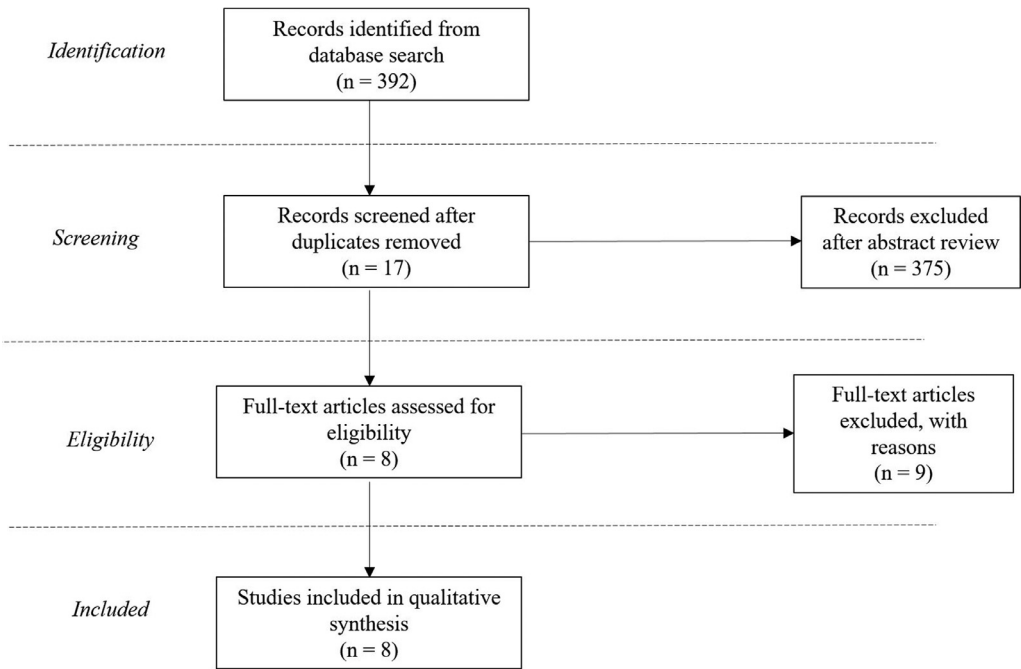 Identification
Records identified from
database search
(n = 392)
Screening
Records screened after
duplicates removed
(n = 17)
Records excluded
after abstract review
(n = 375)
Eligibility
Full-text articles assessed for
eligibility
(n = 8)
Full-text articles
excluded, with
reasons
(n = 9)
Included
Studies included in qualitative
synthesis
(n = 8)